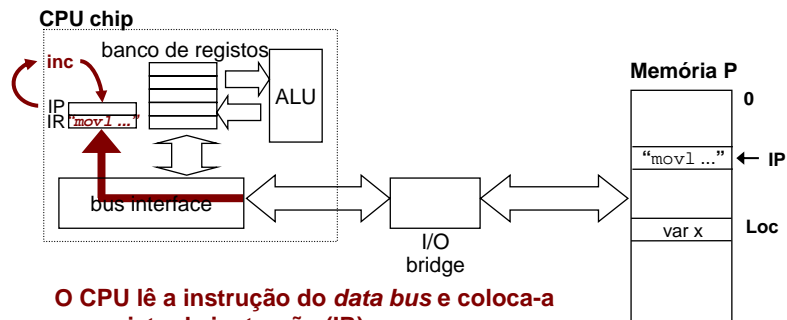 CPU chip
banco de registos
inc
ALU
Memória P
IP
0
IR
"movl ..."
"movl ..."
IP
bus interface
var x
Loc
I/O
bridge
O CPU lê a instrução do data bus e coloca-a